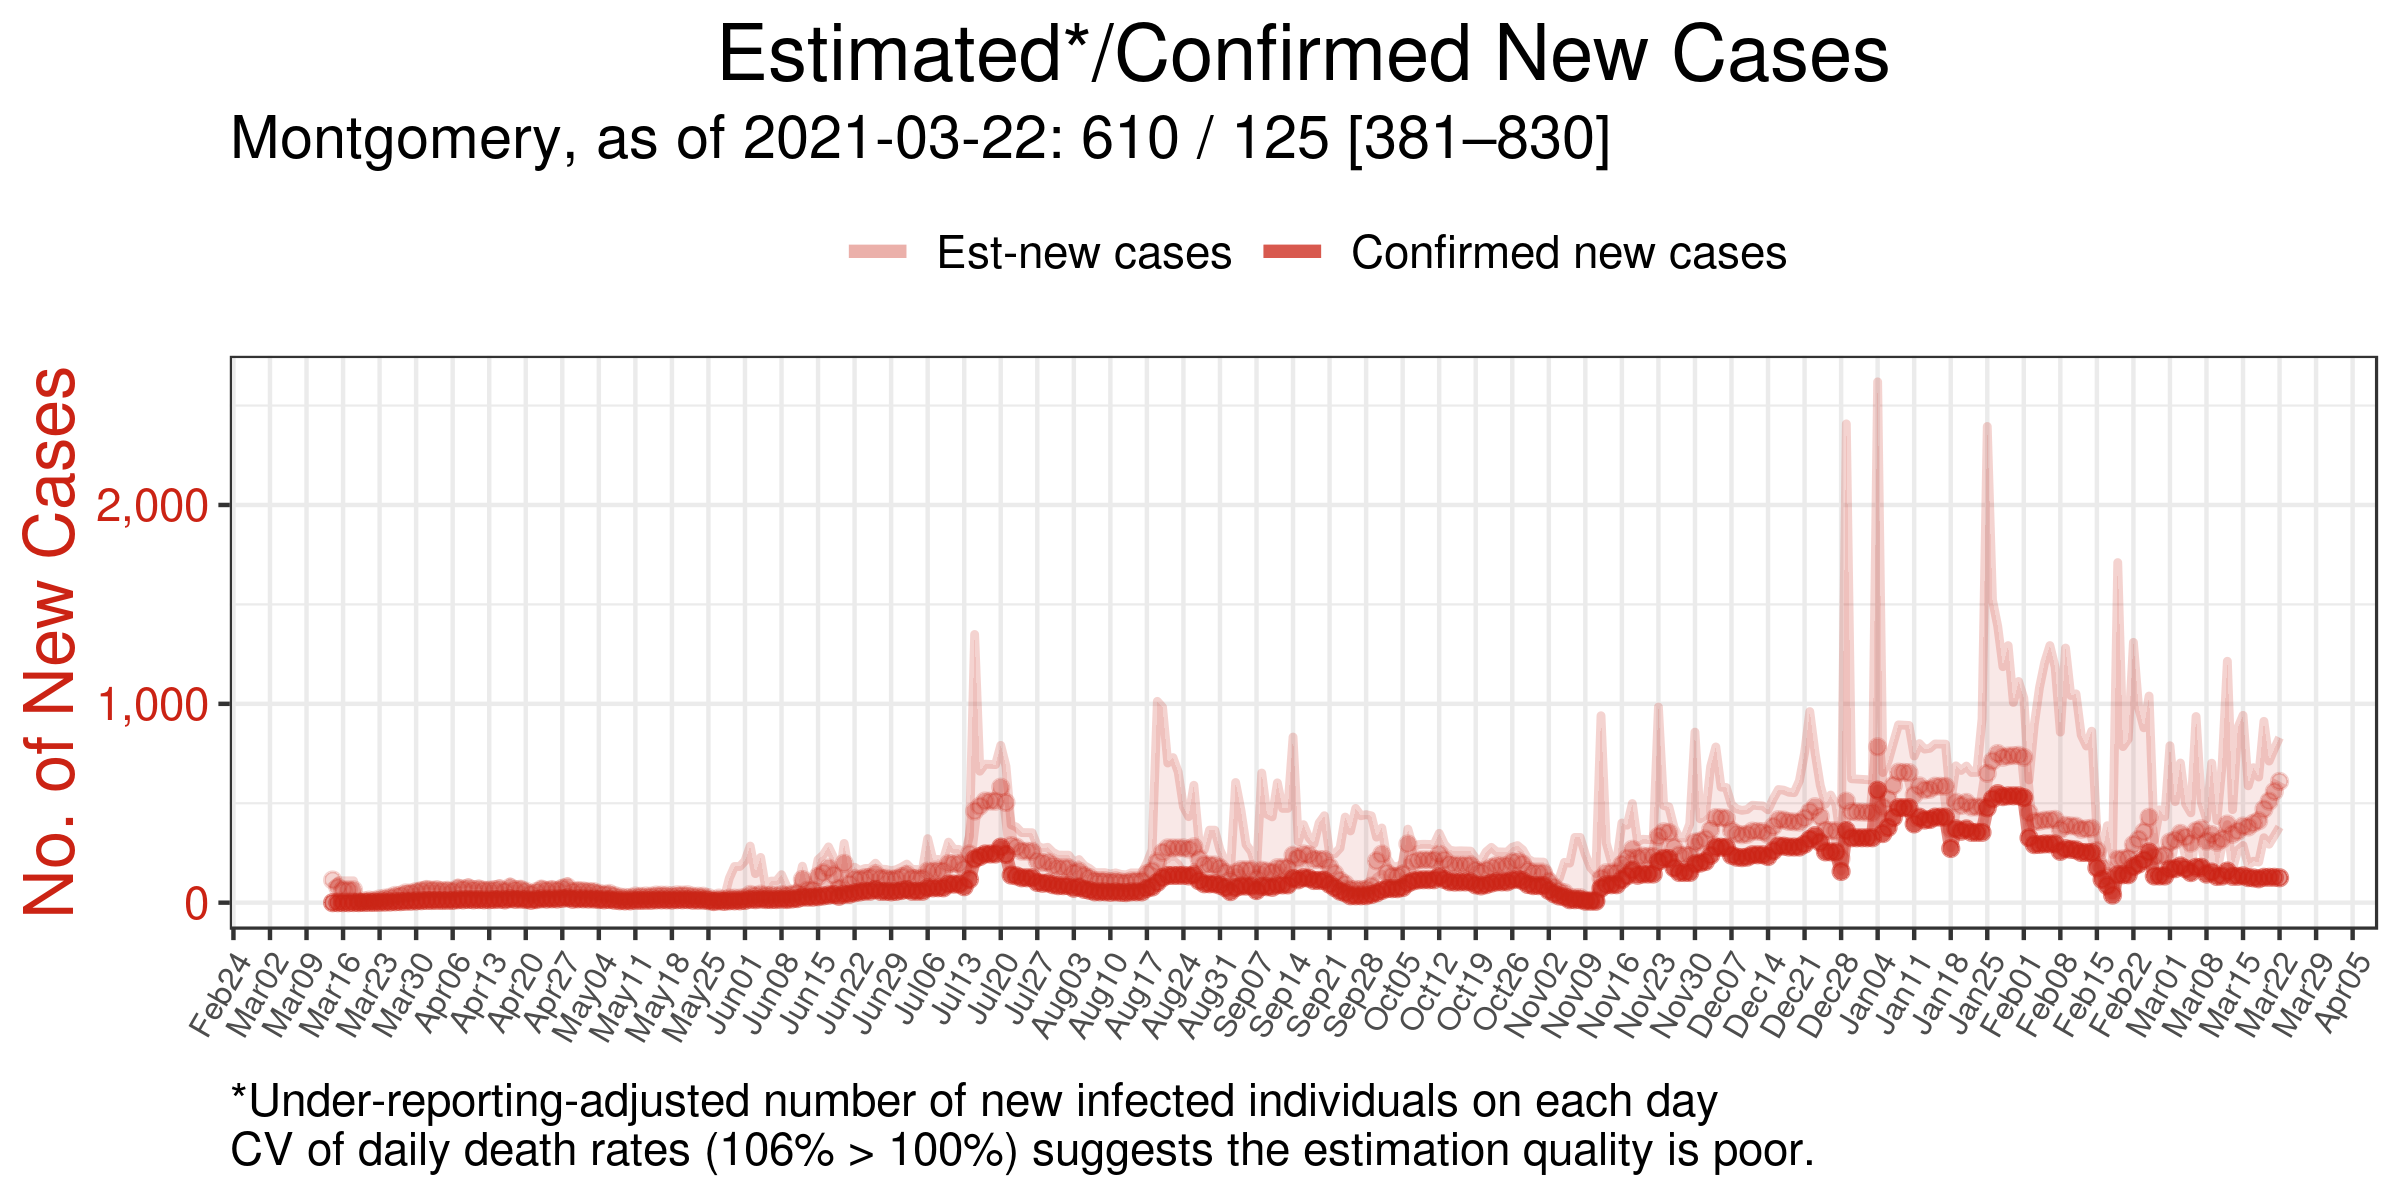 Estimated*/Confirmed New Cases
Montgomery, as of 2021-03-22: 610 / 125 [381–830]
Est-new cases Confirmed new cases
No. of New Cases
2,000
1,000
0
Feb24 Mar02 Mar09 Mar16 Mar23 Mar30 Apr06 Apr13 Apr20 Apr27 May04 May11 May18 May25 Jun01 Jun08 Jun15 Jun22 Jun29 Jul06 Jul13 Jul20 Jul27 Aug03 Aug10 Aug17 Aug24 Aug31 Sep07 Sep14 Sep21 Sep28 Oct05 Oct12 Oct19 Oct26 Nov02 Nov09 Nov16 Nov23 Nov30 Dec07 Dec14 Dec21 Dec28 Jan04 Jan11 Jan18 Jan25 Feb01 Feb08 Feb15 Feb22 Mar01 Mar08 Mar15 Mar22 Mar29 Apr05
*Under-reporting-adjusted number of new infected individuals on each day
CV of daily death rates (106% > 100%) suggests the estimation quality is poor.